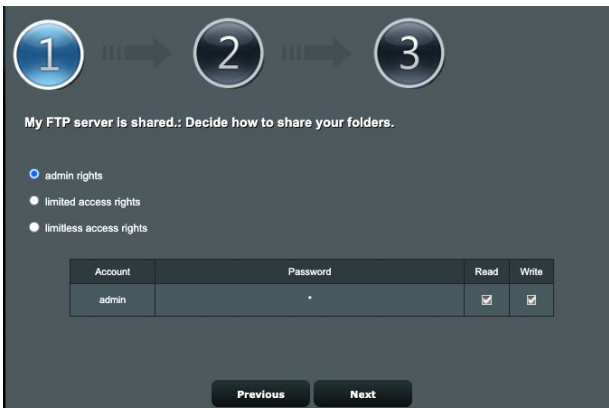 1 2 3
My FTP server is shared.: Decide how to share your folders.
admin rights
limited access rights
limitless access rights
Account Password Read Write
admin *
Previous Next